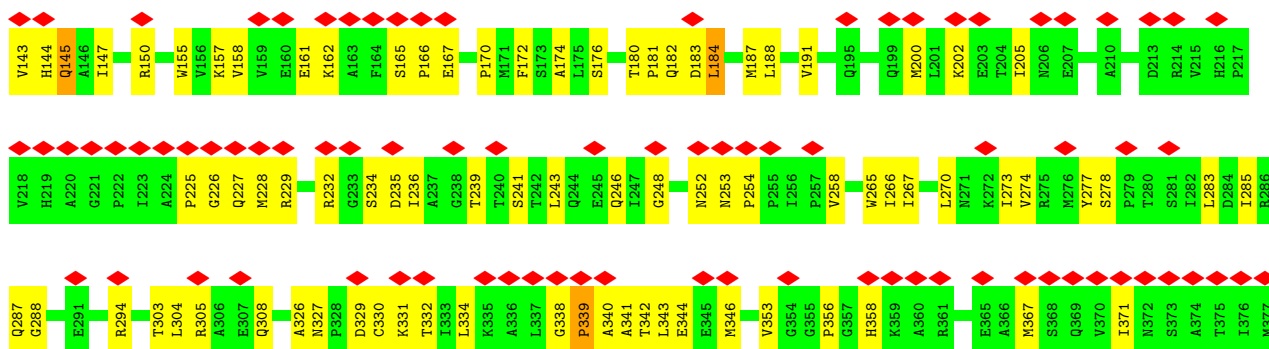 V143 H144 Q145 A146 I147 R150 W155 V156 K157 V158 V159 E160 E161 K162 A163 F164 S165 P166 E167 P170 M171 F172 S173 A174 L175 S176 T180 P181 Q182 D183 L184 M187 L188 V191 Q195 Q199 M200 L201 K202 E203 T204 I205 N206 E207 A210 D213 R214 V215 H216 P217
V218 H219 A220 G221 P222 I223 A224 P225 G226 Q227 M228 R229 R232 G233 S234 D235 I236 A237 G238 T239 T240 S241 T242 L243 Q244 E245 Q246 I247 G248 N252 N253 P254 P255 I256 P257 V258 W265 I266 I267 L270 N271 K272 I273 V274 R275 M276 Y277 S278 P279 T280 S281 I282 L283 D284 I285 R286
Q287 G288 E291 R294 T303 L304 R305 A306 E307 Q308 A326 N327 P328 D329 C330 K331 T332 I333 L334 K335 A336 L337 G338 P339 A340 A341 T342 L343 E344 E345 M346 V353 G354 G355 P356 G357 H358 K359 A360 R361 E365 A366 M367 S368 Q369 V370 I371 N372 S373 A374 T375 I376 M377